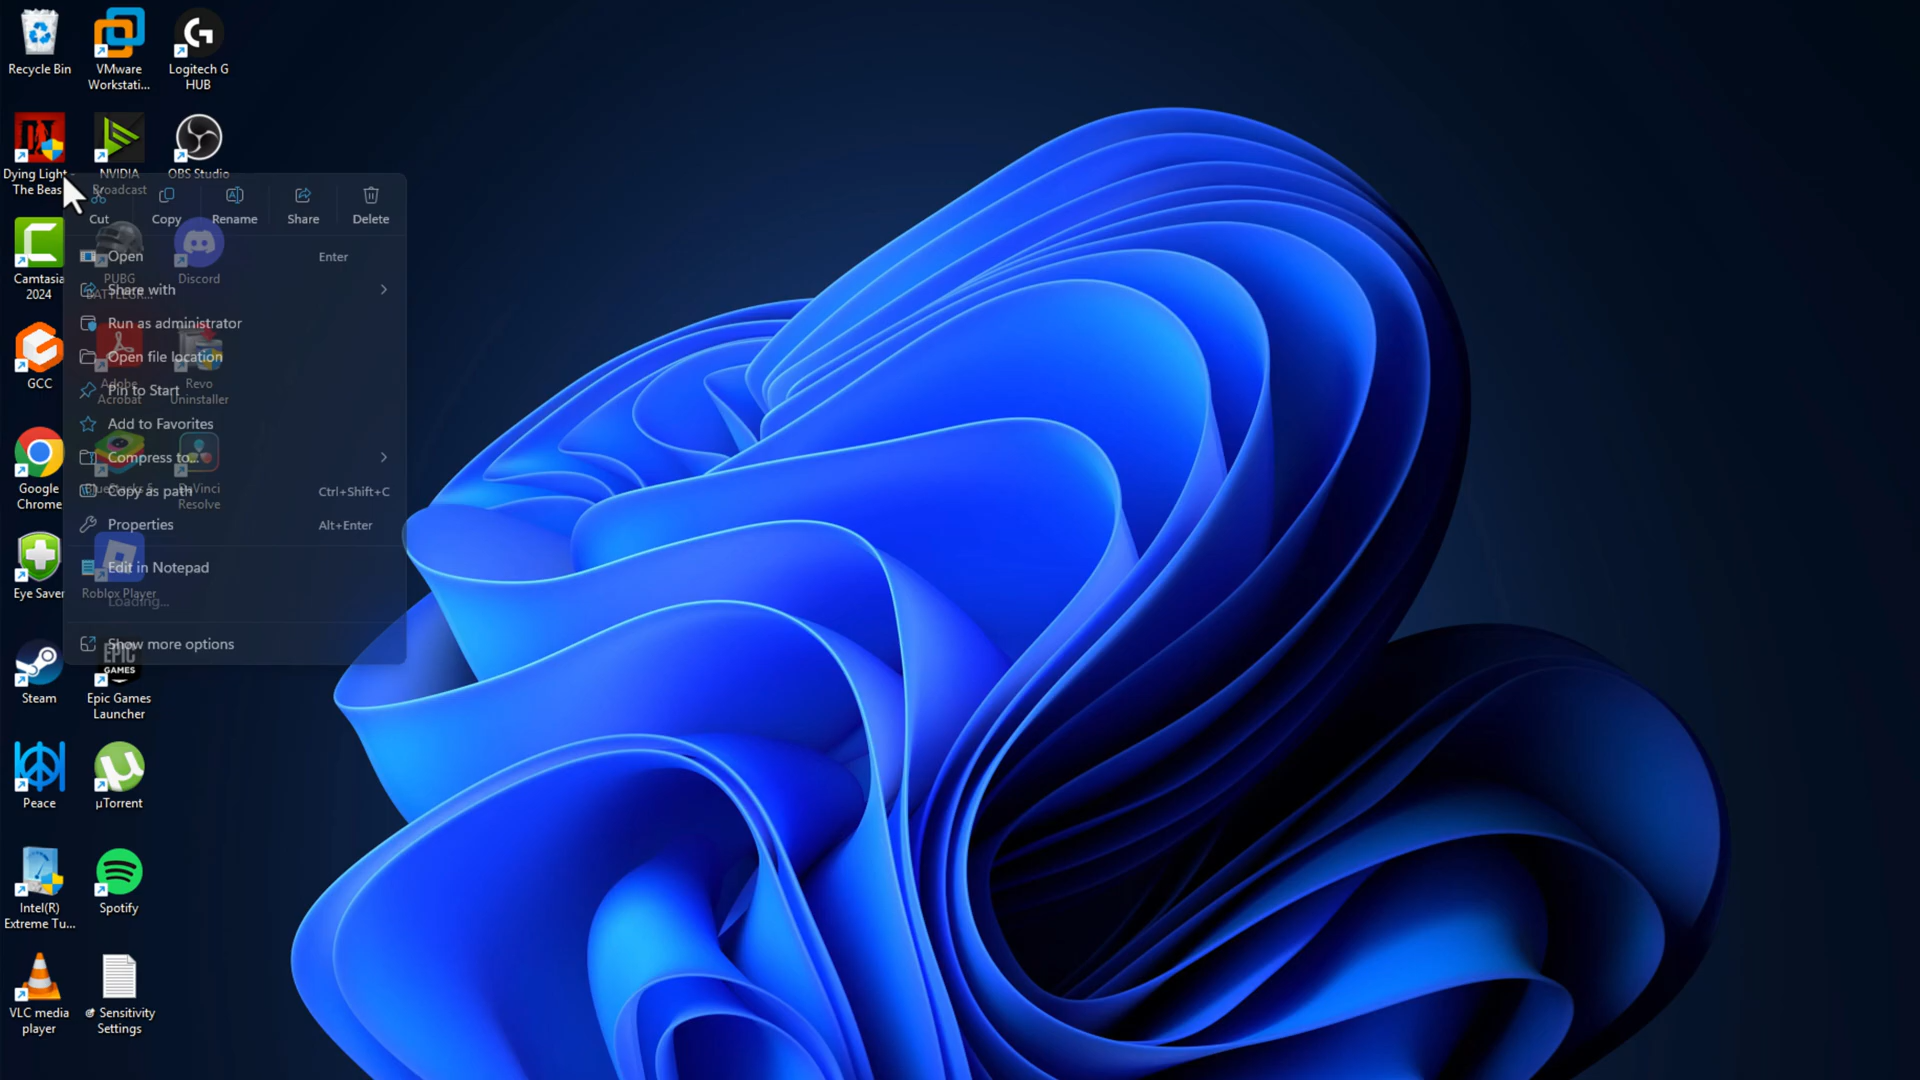 Recycle Bin
VMware
Workstati...
Logitech G
HUB
Dying Light -
The Beas
NVIDIA
Broadcast
OBS Studio
Cut
Copy
Rename
Share
Delete
Camtasia
2024
PUBG
BATTLEGR...
Discord
Open
Enter
Share with
Run as administrator
Open file location
GCC
Adobe
Acrobat
Revo
Uninstaller
Pin to Start
Add to Favorites
Compress to...
Copy as path
Ctrl+Shift+C
Google
Chrome
BlueStacks 5
DaVinci
Resolve
Properties
Alt+Enter
Edit in Notepad
Eye Saver
Roblox Player
Loading...
Show more options
EPIC
GAMES
Steam
Epic Games
Launcher
Peace
µTorrent
Intel(R)
Extreme Tu...
Spotify
VLC media
player
Sensitivity
Settings